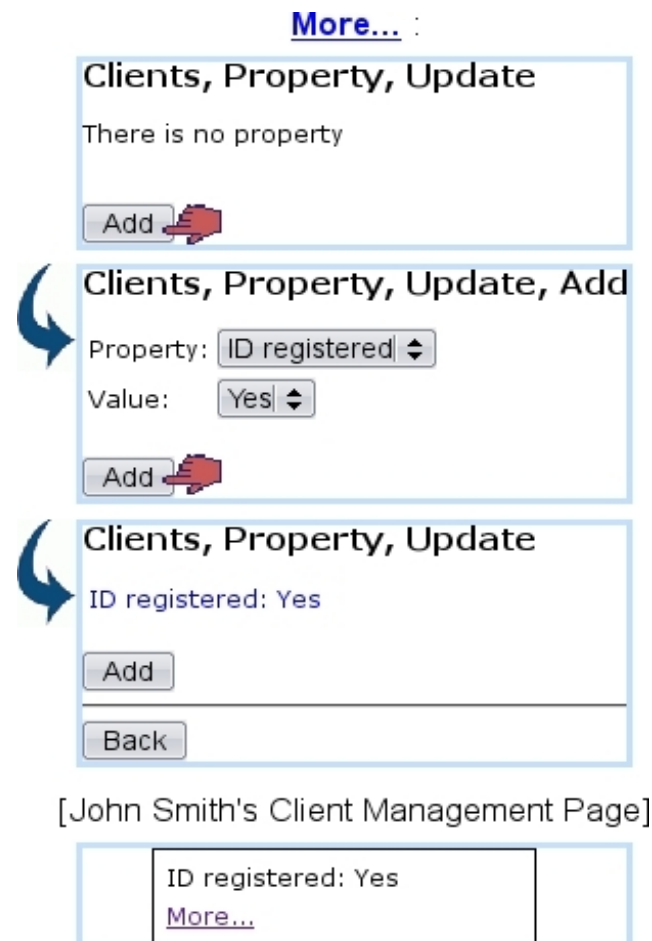 More... :
Clients, Property, Update
There is no property
Add
Clients, Property, Update, Add
Property: ID registered
Value: Yes
Add
Clients, Property, Update
ID registered: Yes
Add
Back
[John Smith's Client Management Page]
ID registered: Yes
More...